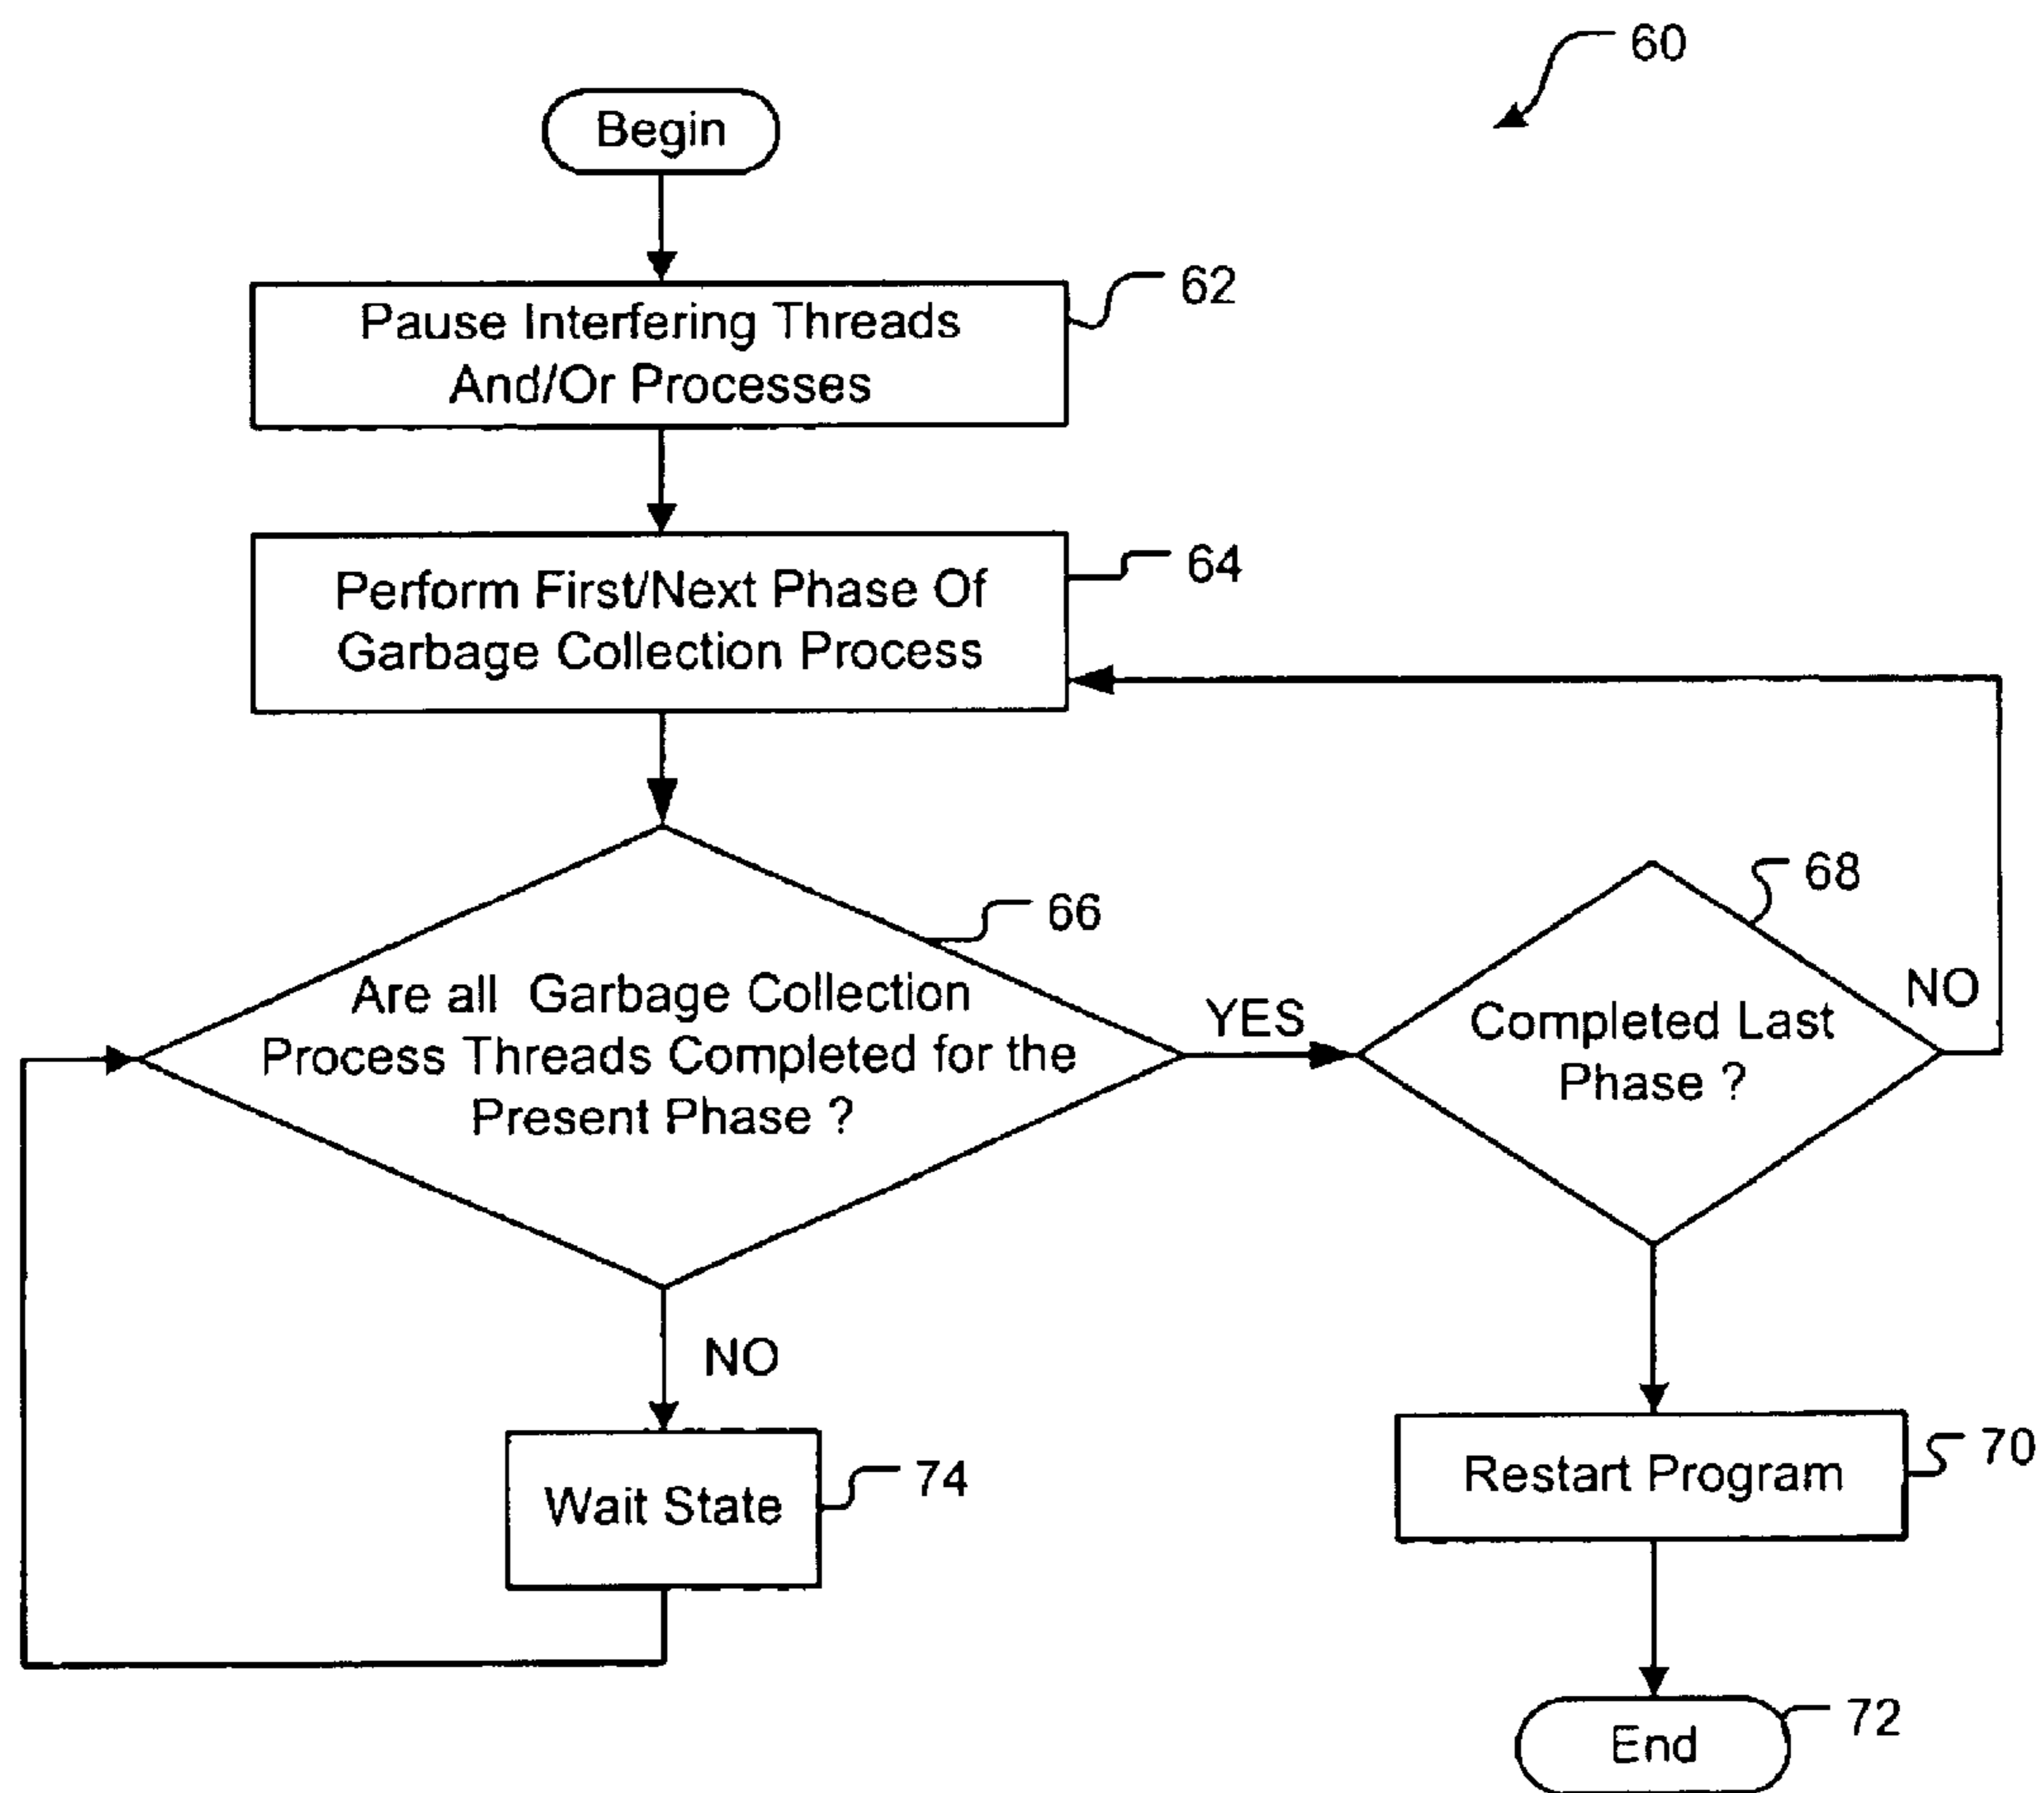 60
Begin
62
Pause Interfering Threads
And/Or Processes
64
Perform First/Next Phase Of
Garbage Collection Process
66
Are all Garbage Collection
Process Threads Completed for the
Present Phase ?
YES
68
Completed Last
Phase ?
NO
NO
74
Wait State
70
Restart Program
72
End